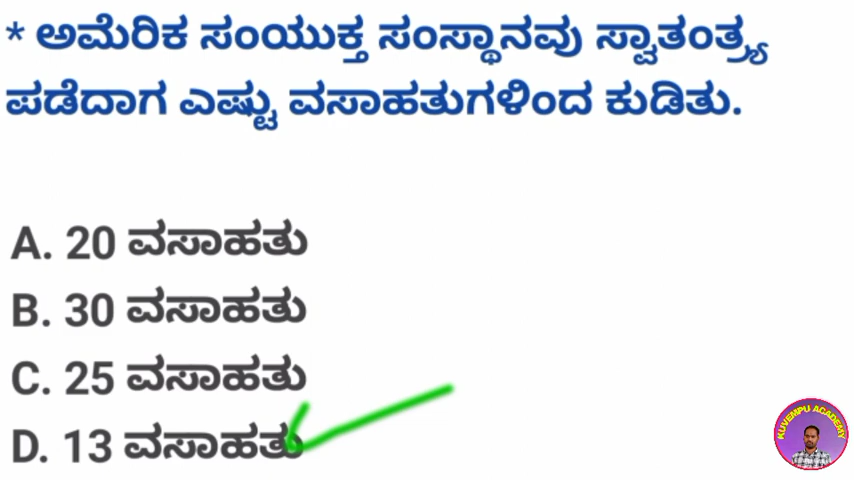 * ಅಮೆರಿಕ ಸಂಯುಕ್ತ ಸಂಸ್ಥಾನವು ಸ್ವಾತಂತ್ರ್ಯ
ಪಡೆದಾಗ ಎಷ್ಟು ವಸಾಹತುಗಳಿಂದ ಕುಡಿತು.
A. 20 ವಸಾಹತು
B. 30 ವಸಾಹತು
C. 25 ವಸಾಹತು
D. 13 ವಸಾಹತು
KUVEMPU ACADEMY